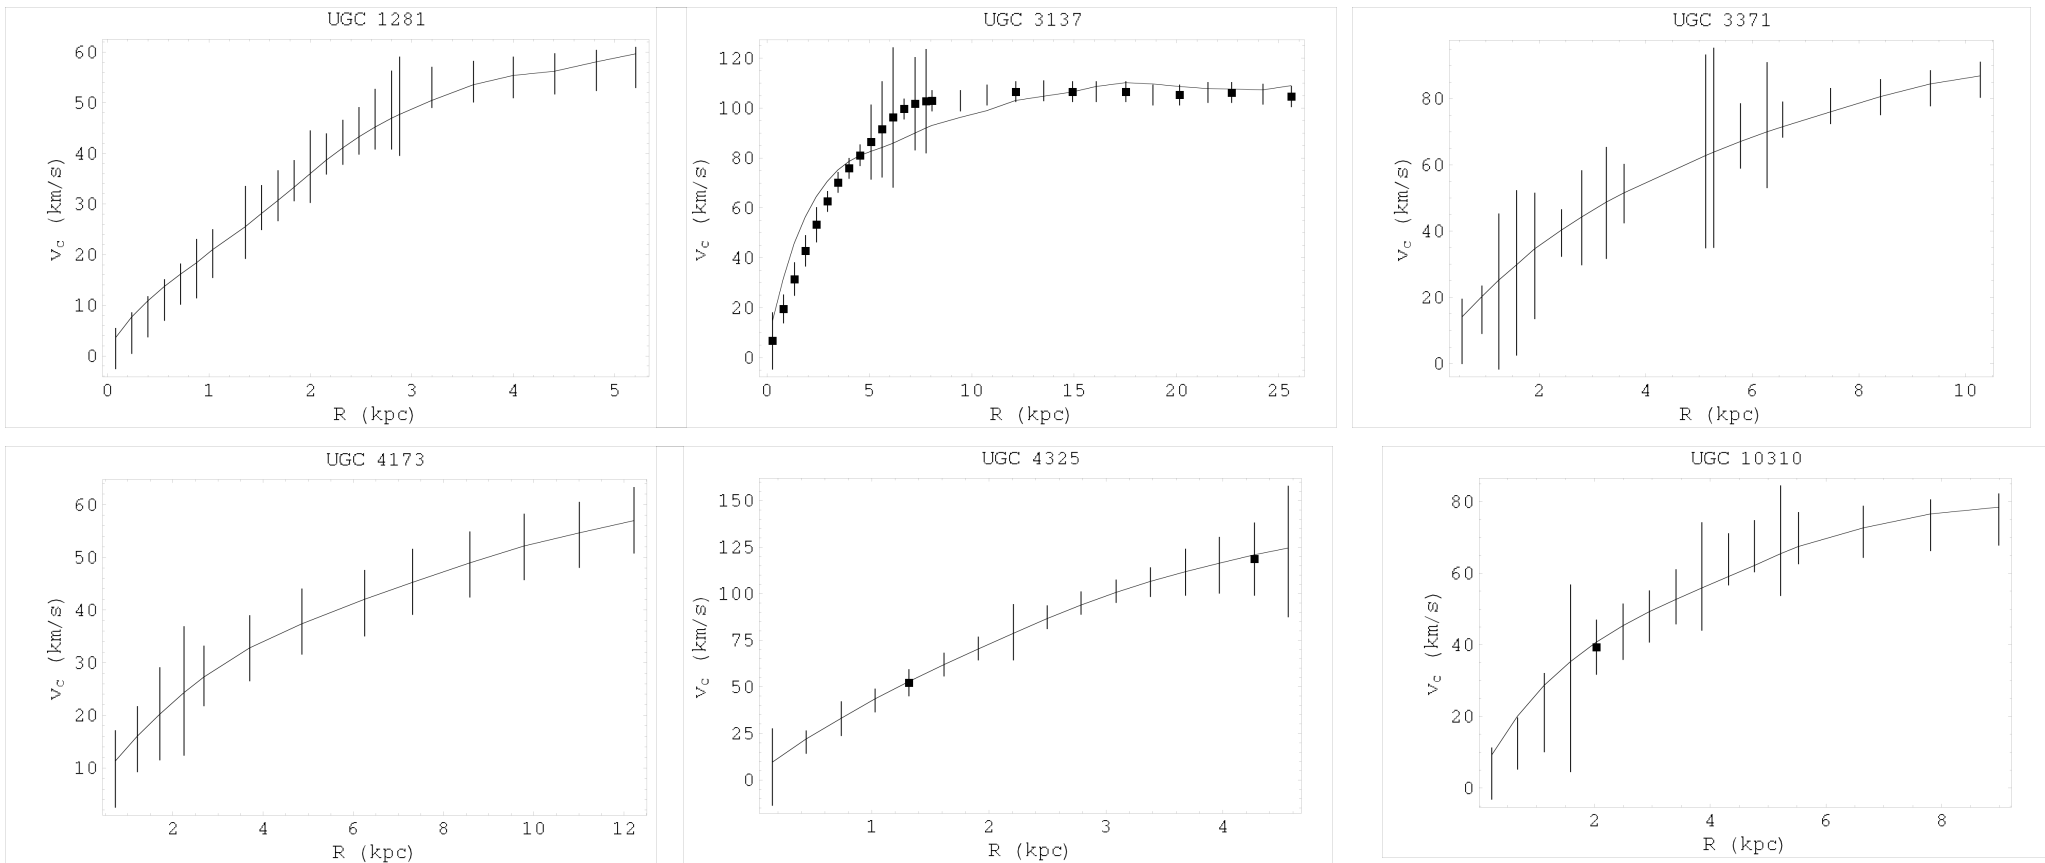 UGC 1281
60
50
40
30
20
10
0
v_c (km/s)
0 1 2 3 4 5
R (kpc)
UGC 3137
120
100
80
60
40
20
0
v_c (km/s)
0 5 10 15 20 25
R (kpc)
UGC 3371
80
60
40
20
0
v_c (km/s)
2 4 6 8 10
R (kpc)
UGC 4173
60
50
40
30
20
10
v_c (km/s)
2 4 6 8 10 12
R (kpc)
UGC 4325
150
125
100
75
50
25
0
v_c (km/s)
1 2 3 4
R (kpc)
UGC 10310
80
60
40
20
0
v_c (km/s)
2 4 6 8
R (kpc)